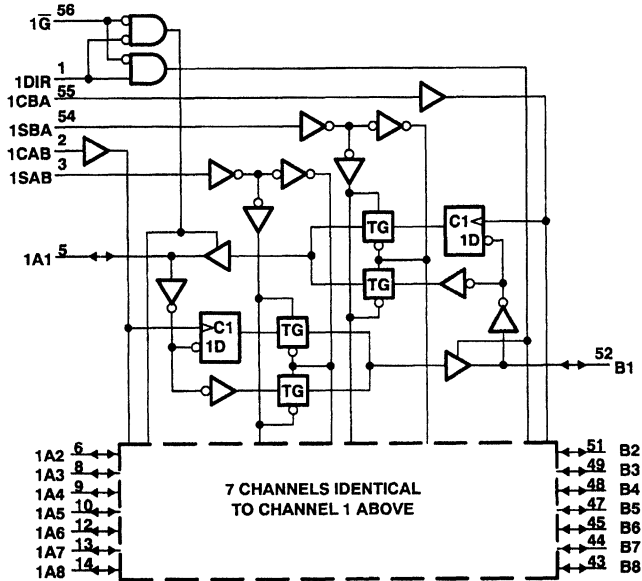 1G̅ 56
1DIR 1
1CBA 55
1SBA 54
1CAB 2
1SAB 3
TG
C1
1D
1A1 5
TG
C1
1D
TG
TG
52 B1
1A2 6
1A3 8
1A4 9
1A5 10
1A6 12
1A7 13
1A8 14
7 CHANNELS IDENTICAL
TO CHANNEL 1 ABOVE
51 B2
49 B3
48 B4
47 B5
45 B6
44 B7
43 B8